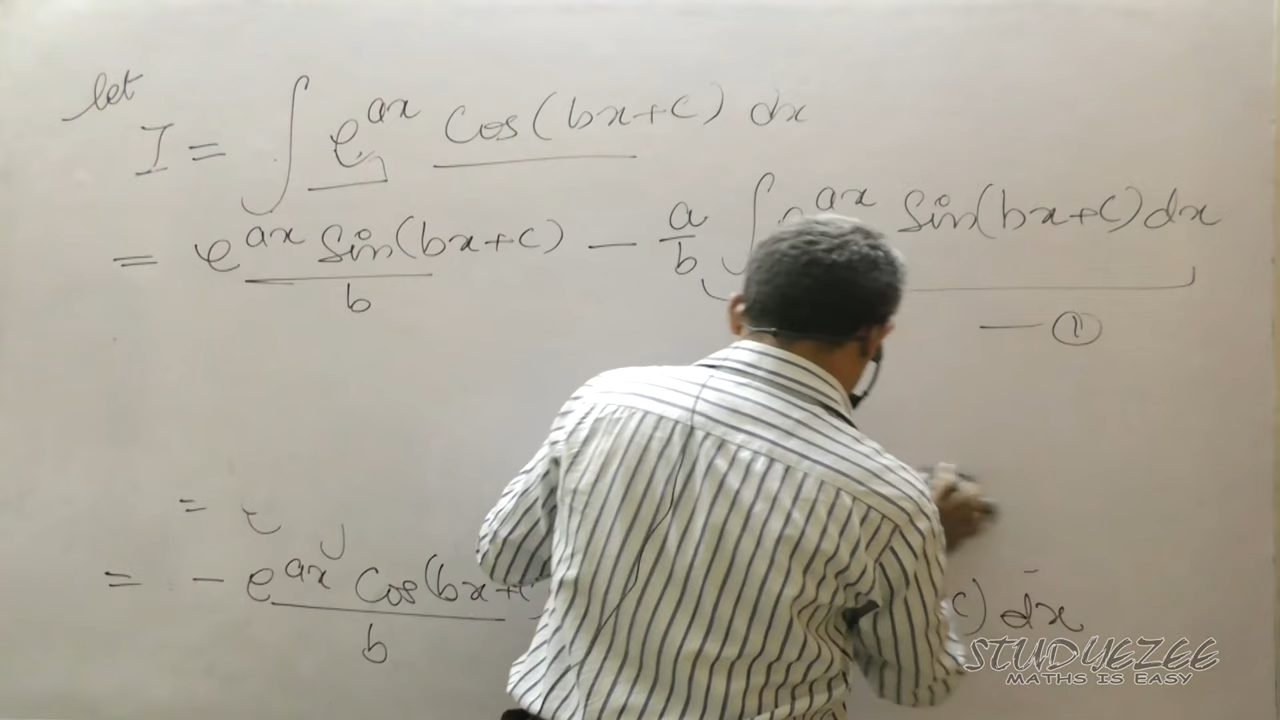 let
I = ∫ e^{ax} cos(bx+c) dx
= e^{ax} sin(bx+c)/b − a/b ∫ e^{ax} sin(bx+c) dx
— ①
=
= − e^{ax} cos(bx+c / b c) dx
STUDYEZEE
MATHS IS EASY